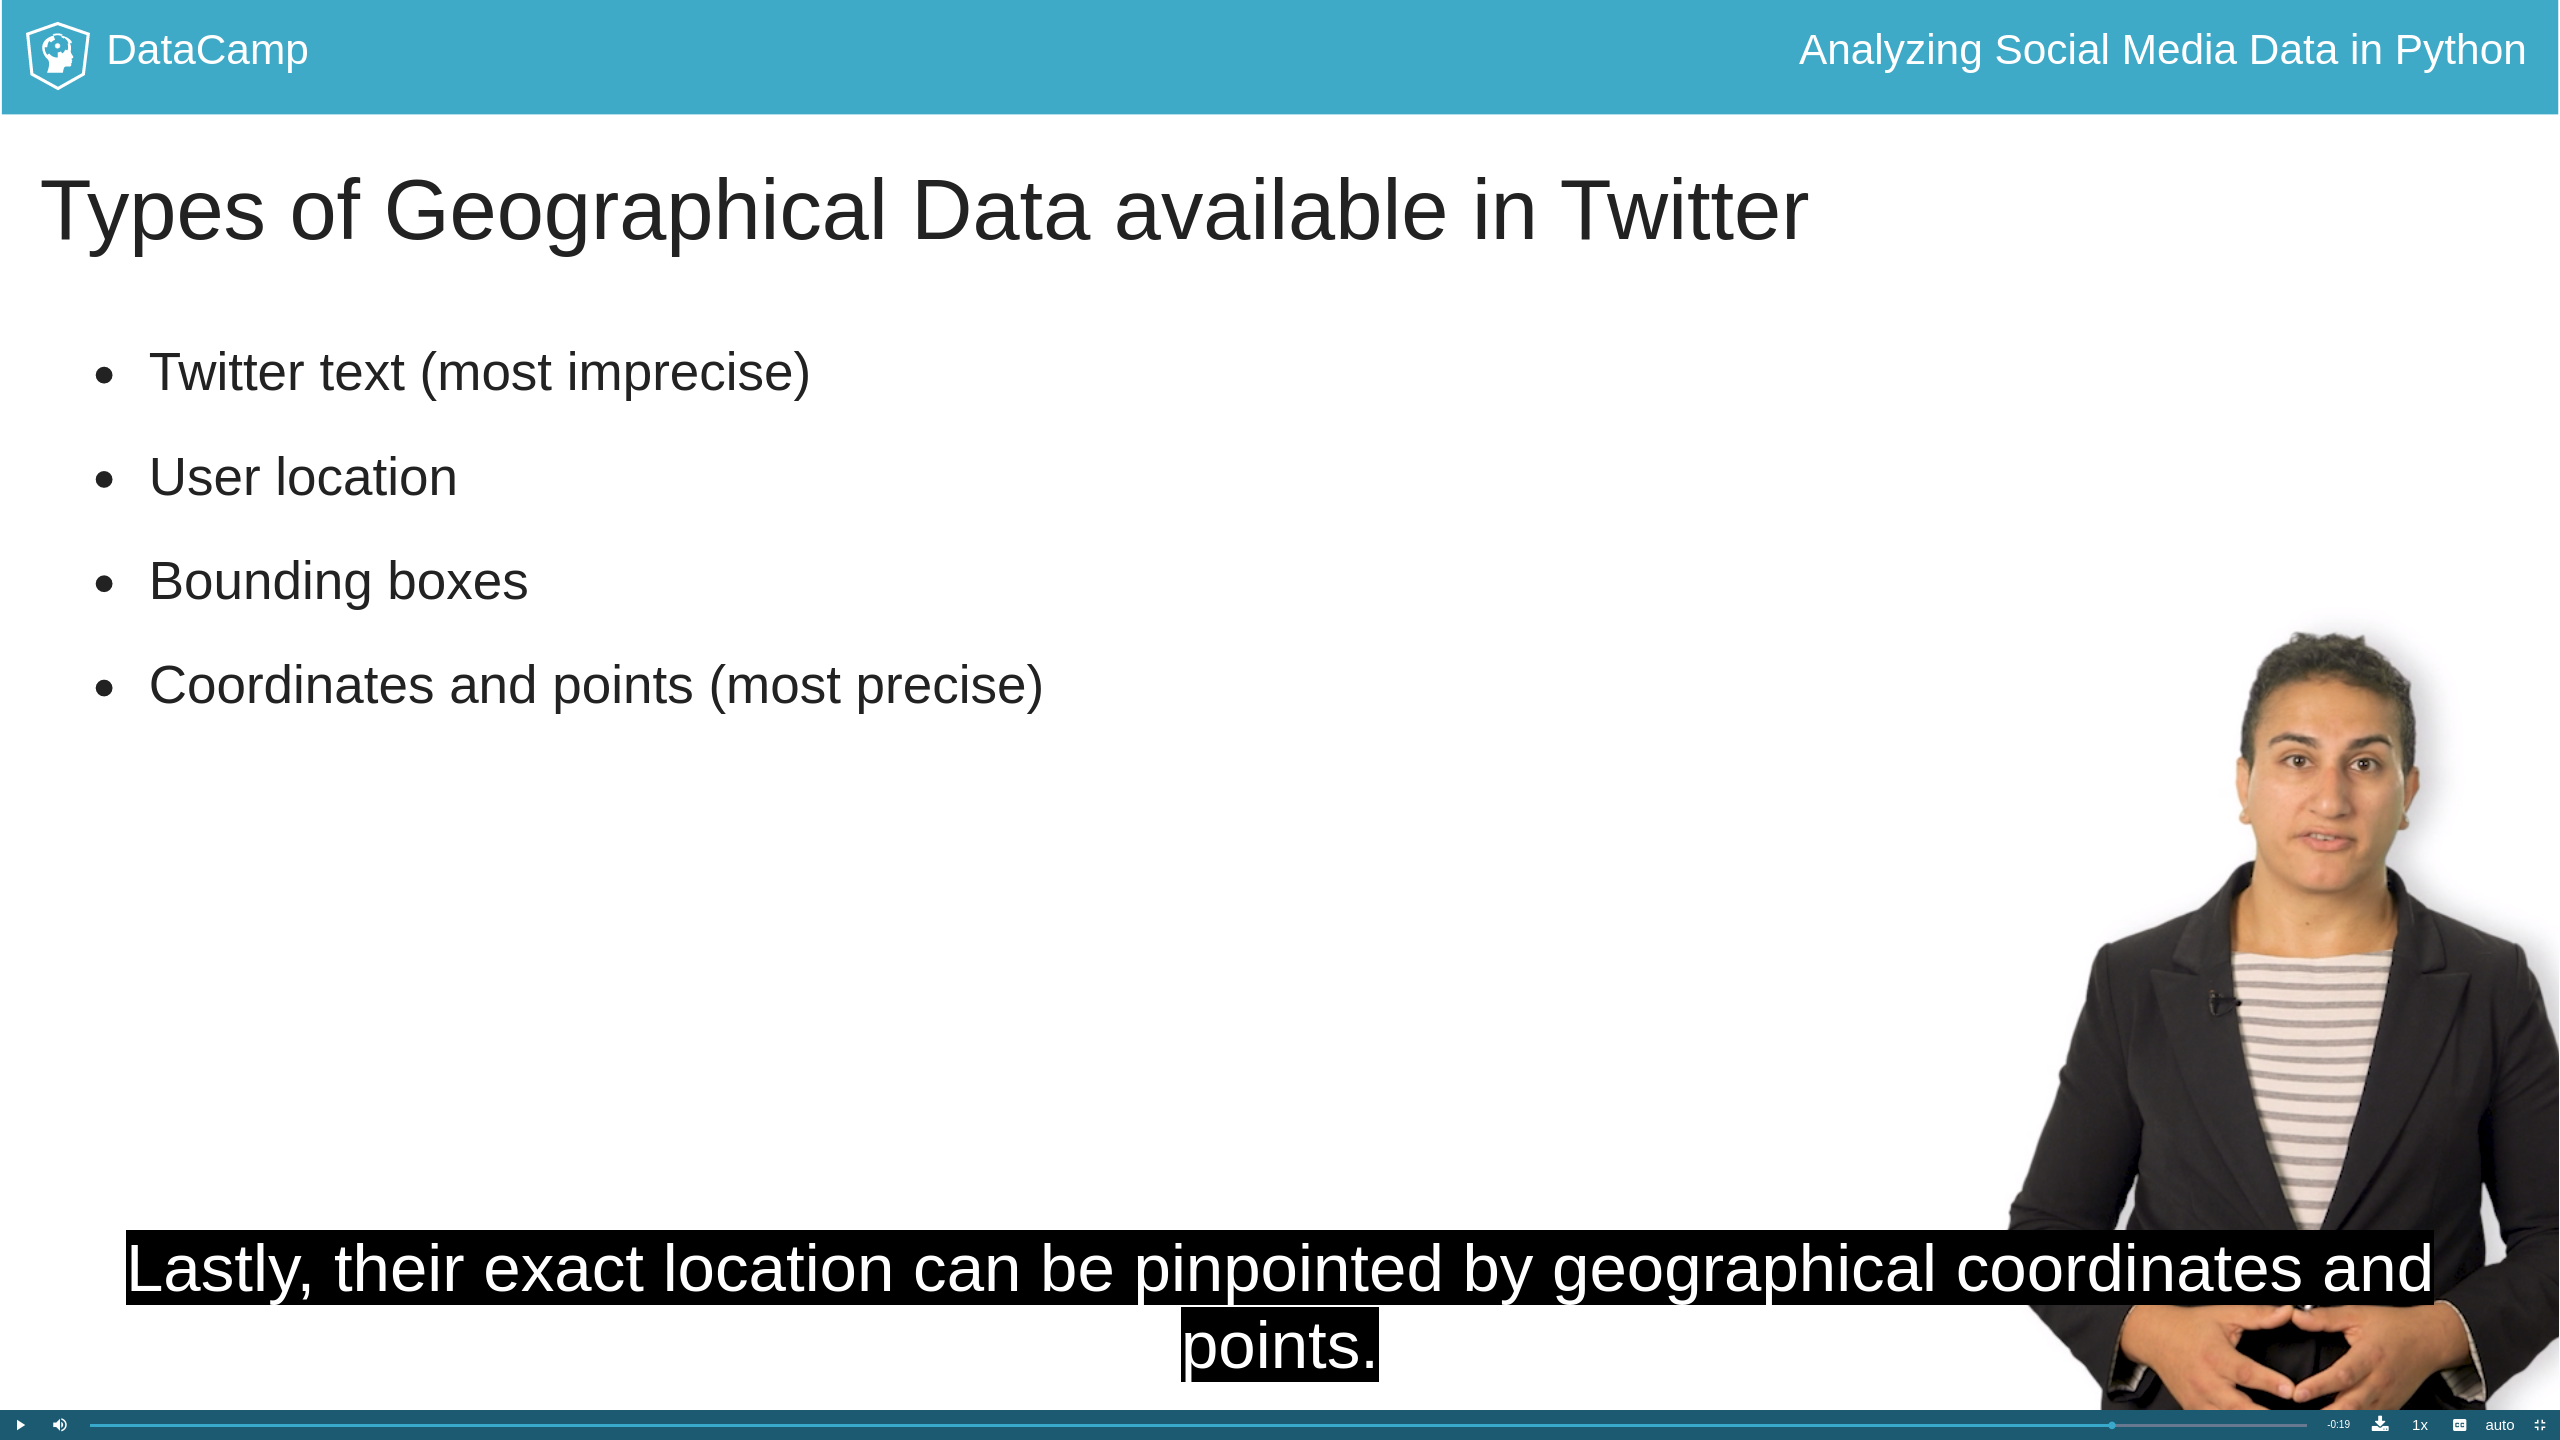 DataCamp
Analyzing Social Media Data in Python
Types of Geographical Data available in Twitter
Twitter text (most imprecise)
User location
Bounding boxes
Coordinates and points (most precise)
Lastly, their exact location can be pinpointed by geographical coordinates and
points.
-0:19
1x
CC
auto